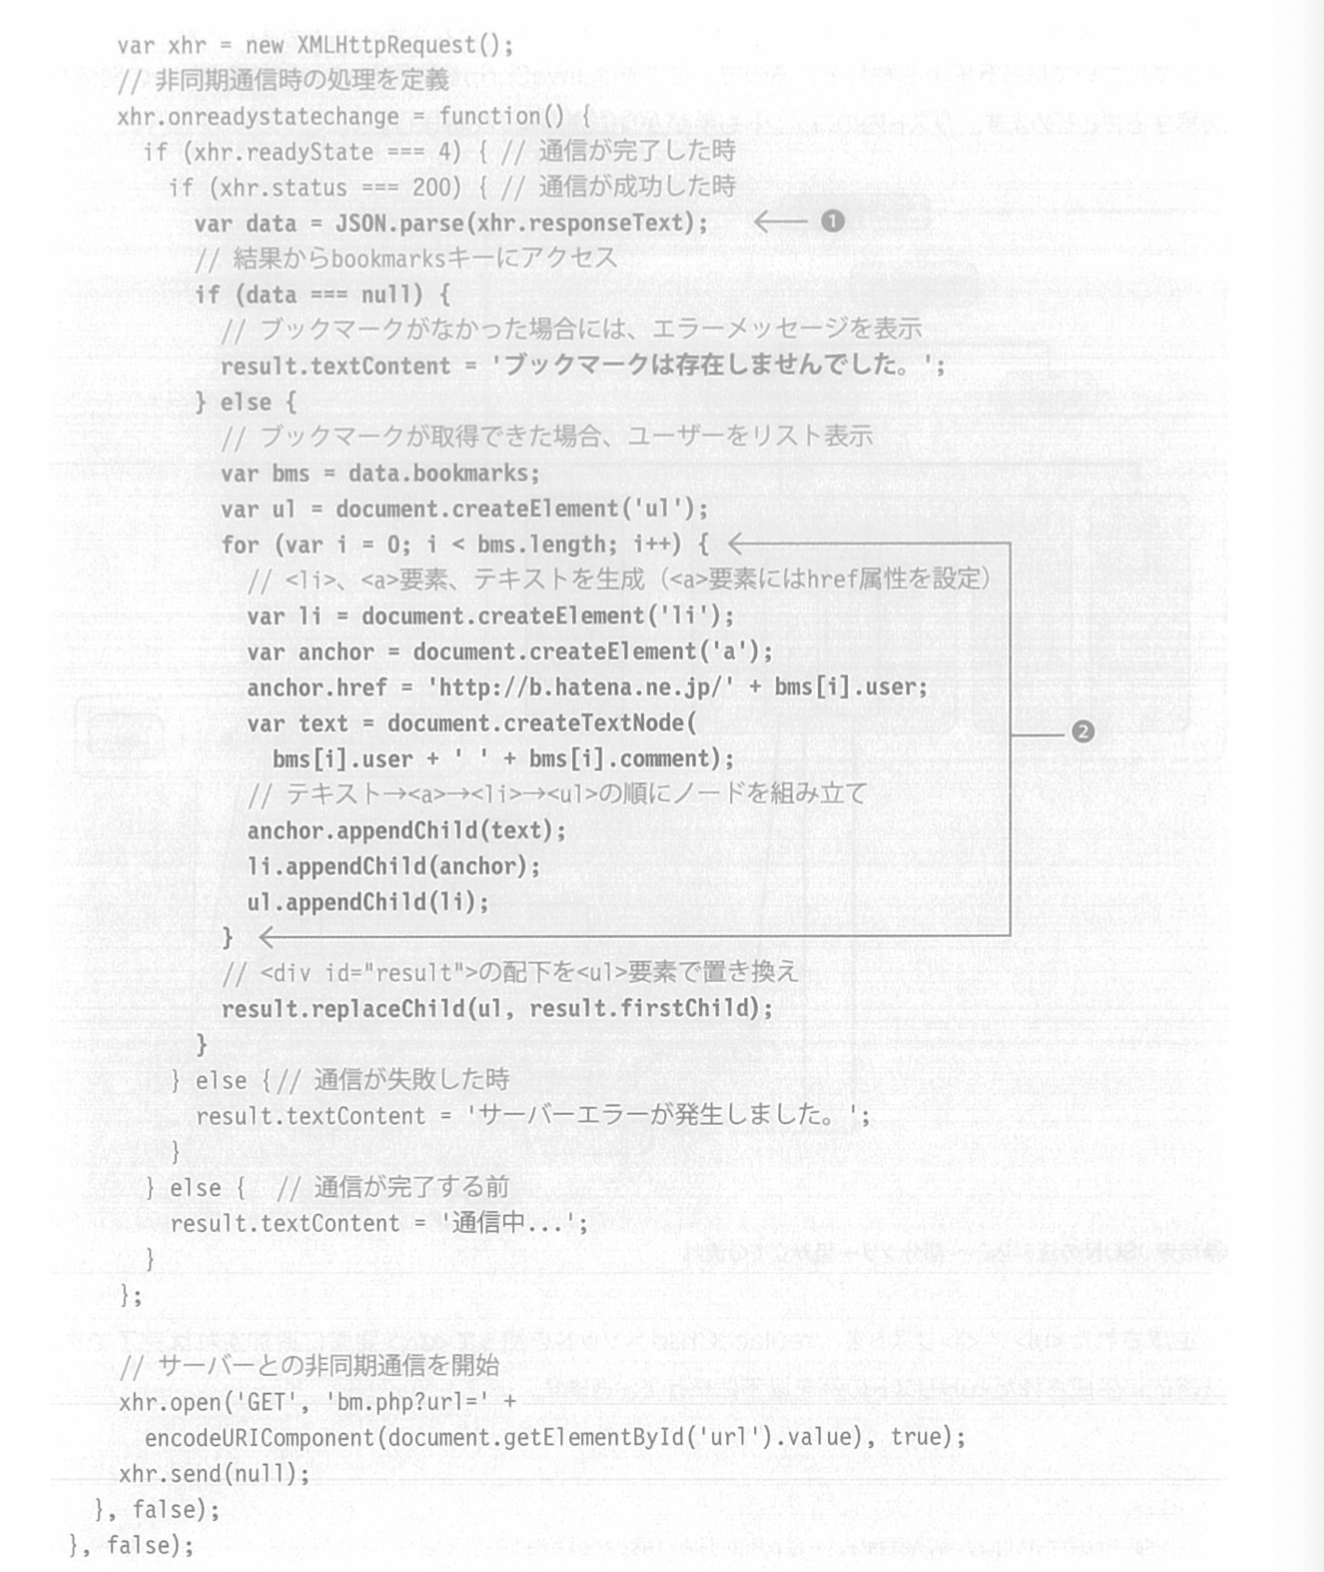 var xhr = new XMLHttpRequest();
// 非同期通信時の処理を定義
xhr.onreadystatechange = function() {
if (xhr.readyState === 4) { // 通信が完了した時
if (xhr.status === 200) { // 通信が成功した時
var data = JSON.parse(xhr.responseText); ← ❶
// 結果からbookmarksキーにアクセス
if (data === null) {
// ブックマークがなかった場合には、エラーメッセージを表示
result.textContent = 'ブックマークは存在しませんでした。';
} else {
// ブックマークが取得できた場合、ユーザーをリスト表示
var bms = data.bookmarks;
var ul = document.createElement('ul');
for (var i = 0; i < bms.length; i++) { ←
// <li>、<a>要素、テキストを生成（<a>要素にはhref属性を設定）
var li = document.createElement('li');
var anchor = document.createElement('a');
anchor.href = 'http://b.hatena.ne.jp/' + bms[i].user;
var text = document.createTextNode( ❷
bms[i].user + ' ' + bms[i].comment);
// テキスト→<a>→<li>→<ul>の順にノードを組み立て
anchor.appendChild(text);
li.appendChild(anchor);
ul.appendChild(li);
} ←
// <div id="result">の配下を<ul>要素で置き換え
result.replaceChild(ul, result.firstChild);
}
} else {// 通信が失敗した時
result.textContent = 'サーバーエラーが発生しました。';
}
} else { // 通信が完了する前
result.textContent = '通信中...';
}
};
// サーバーとの非同期通信を開始
xhr.open('GET', 'bm.php?url=' +
encodeURIComponent(document.getElementById('url').value), true);
xhr.send(null);
}, false);
}, false);